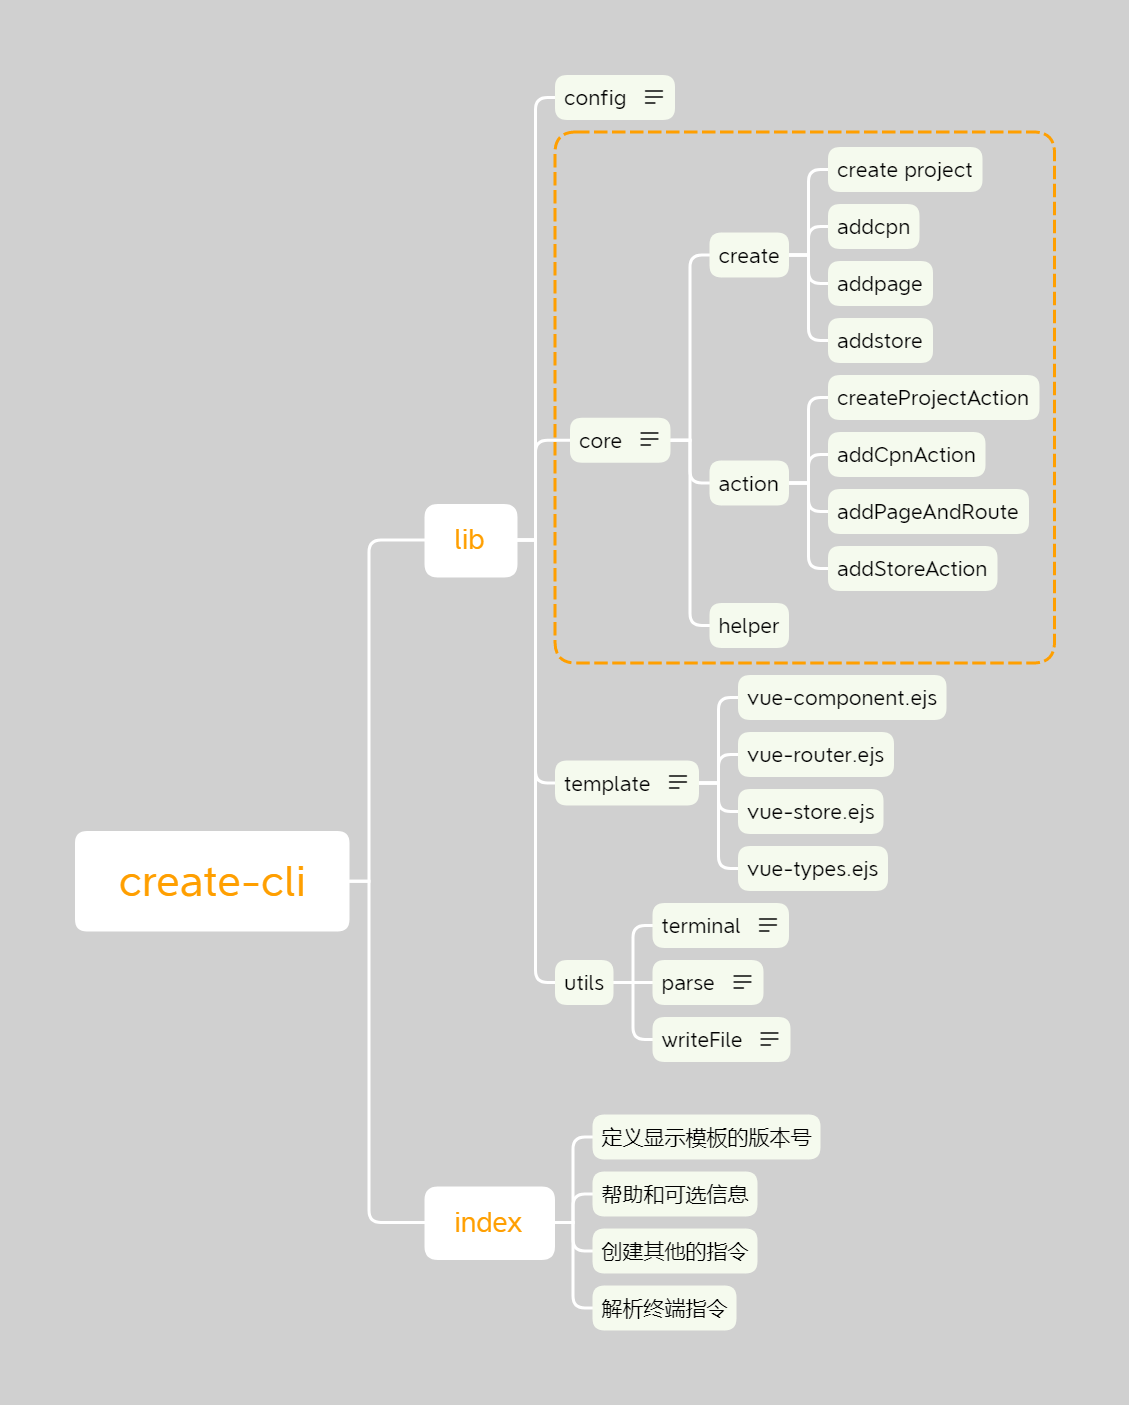 create-cli
lib
config
core
create
create project
addcpn
addpage
addstore
action
createProjectAction
addCpnAction
addPageAndRoute
addStoreAction
helper
template
vue-component.ejs
vue-router.ejs
vue-store.ejs
vue-types.ejs
utils
terminal
parse
writeFile
index
定义显示模板的版本号
帮助和可选信息
创建其他的指令
解析终端指令